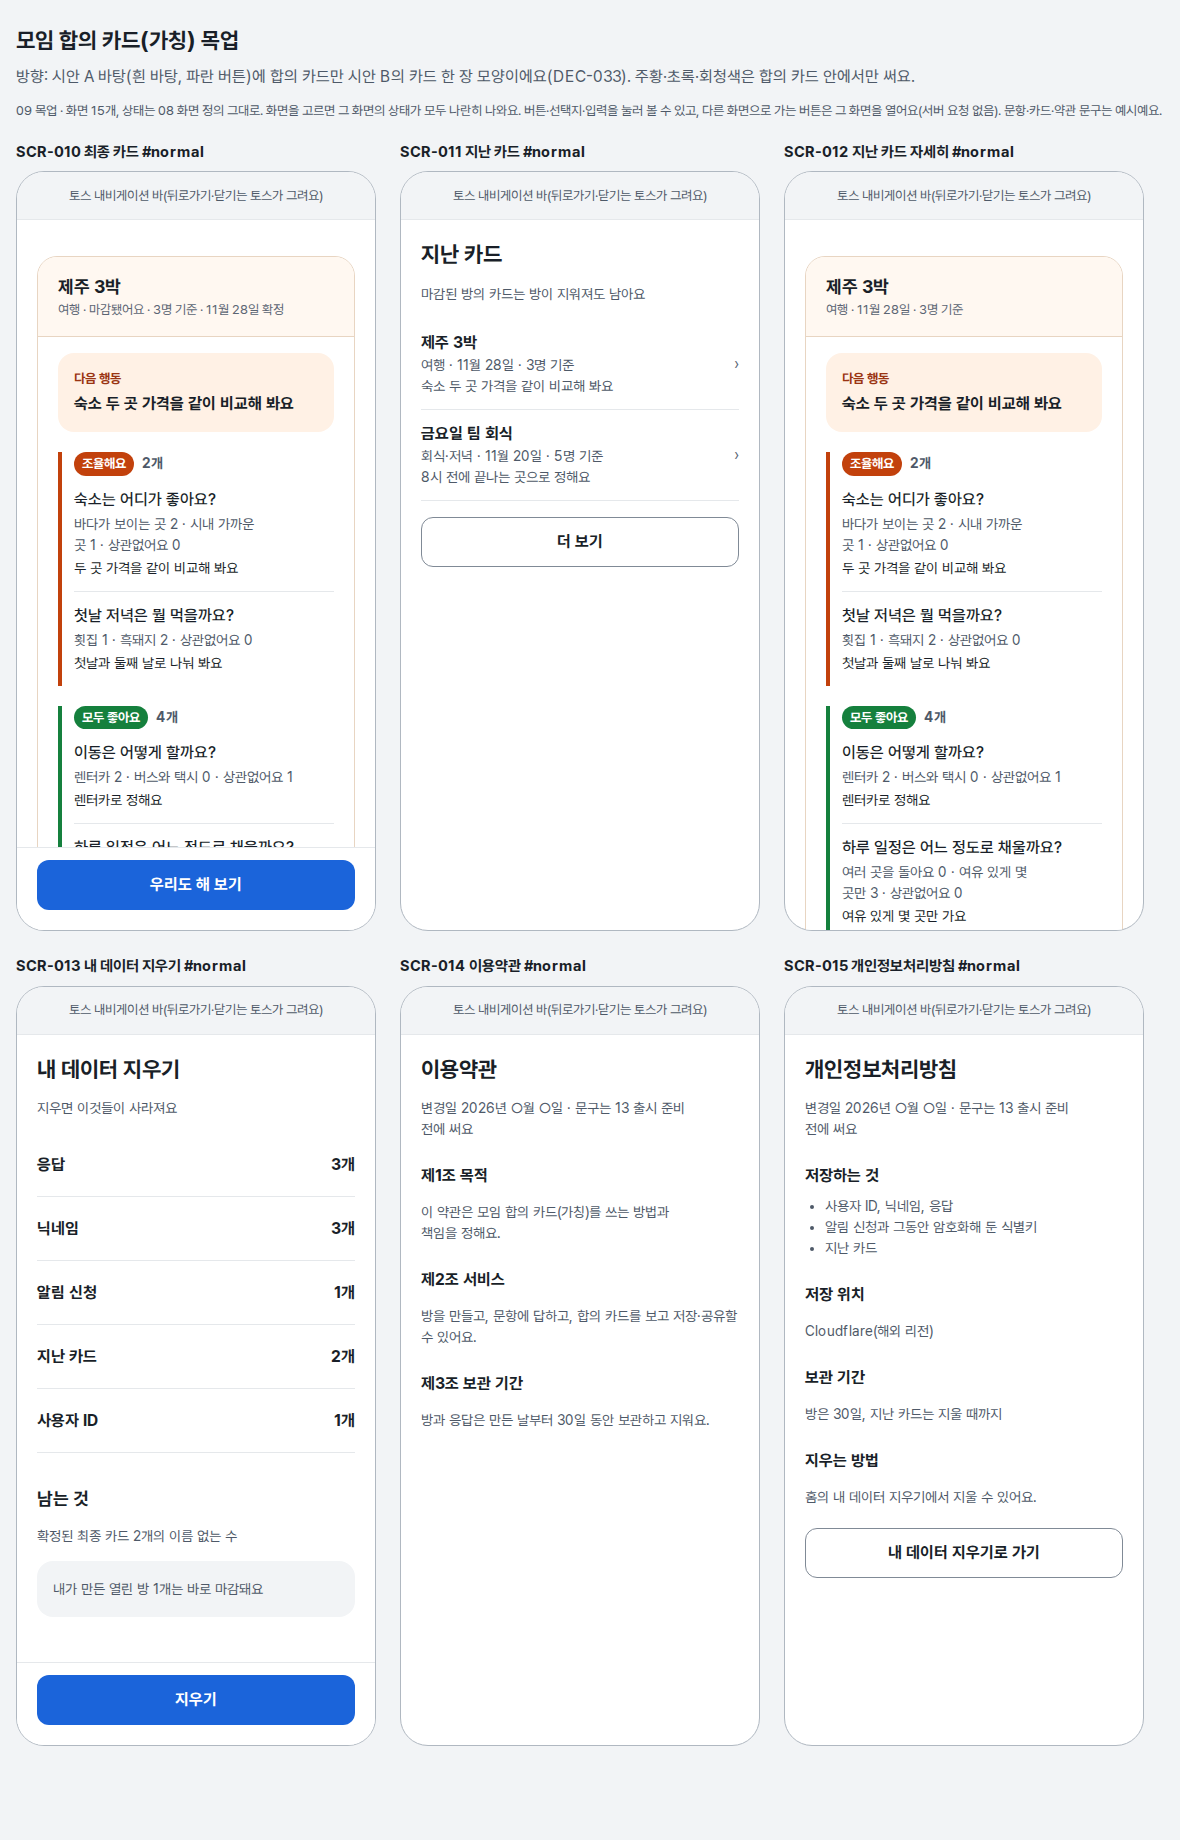 모임 합의 카드(가칭) 목업
방향: 시안 A 바탕(흰 바탕, 파란 버튼)에 합의 카드만 시안 B의 카드 한 장 모양이에요(DEC-033). 주황·초록·회청색은 합의 카드 안에서만 써요.
09 목업 · 화면 15개, 상태는 08 화면 정의 그대로. 화면을 고르면 그 화면의 상태가 모두 나란히 나와요. 버튼·선택지·입력을 눌러 볼 수 있고, 다른 화면으로 가는 버튼은 그 화면을 열어요(서버 요청 없음). 문항·카드·약관 문구는 예시예요.
SCR-010 최종 카드 #normal
토스 내비게이션 바(뒤로가기·닫기는 토스가 그려요)
제주 3박
여행 · 마감됐어요 · 3명 기준 · 11월 28일 확정
다음 행동
숙소 두 곳 가격을 같이 비교해 봐요
조율해요 2개
숙소는 어디가 좋아요?
바다가 보이는 곳 2 · 시내 가까운
곳 1 · 상관없어요 0
두 곳 가격을 같이 비교해 봐요
첫날 저녁은 뭘 먹을까요?
횟집 1 · 흑돼지 2 · 상관없어요 0
첫날과 둘째 날로 나눠 봐요
모두 좋아요 4개
이동은 어떻게 할까요?
렌터카 2 · 버스와 택시 0 · 상관없어요 1
렌터카로 정해요
하루 일정은 어느 정도로 채울까요?
우리도 해 보기
SCR-011 지난 카드 #normal
토스 내비게이션 바(뒤로가기·닫기는 토스가 그려요)
지난 카드
마감된 방의 카드는 방이 지워져도 남아요
제주 3박
여행 · 11월 28일 · 3명 기준
숙소 두 곳 가격을 같이 비교해 봐요
›
금요일 팀 회식
회식·저녁 · 11월 20일 · 5명 기준
8시 전에 끝나는 곳으로 정해요
›
더 보기
SCR-012 지난 카드 자세히 #normal
토스 내비게이션 바(뒤로가기·닫기는 토스가 그려요)
제주 3박
여행 · 11월 28일 · 3명 기준
다음 행동
숙소 두 곳 가격을 같이 비교해 봐요
조율해요 2개
숙소는 어디가 좋아요?
바다가 보이는 곳 2 · 시내 가까운
곳 1 · 상관없어요 0
두 곳 가격을 같이 비교해 봐요
첫날 저녁은 뭘 먹을까요?
횟집 1 · 흑돼지 2 · 상관없어요 0
첫날과 둘째 날로 나눠 봐요
모두 좋아요 4개
이동은 어떻게 할까요?
렌터카 2 · 버스와 택시 0 · 상관없어요 1
렌터카로 정해요
하루 일정은 어느 정도로 채울까요?
여러 곳을 돌아요 0 · 여유 있게 몇
곳만 3 · 상관없어요 0
여유 있게 몇 곳만 가요
SCR-013 내 데이터 지우기 #normal
토스 내비게이션 바(뒤로가기·닫기는 토스가 그려요)
내 데이터 지우기
지우면 이것들이 사라져요
응답 3개
닉네임 3개
알림 신청 1개
지난 카드 2개
사용자 ID 1개
남는 것
확정된 최종 카드 2개의 이름 없는 수
내가 만든 열린 방 1개는 바로 마감돼요
지우기
SCR-014 이용약관 #normal
토스 내비게이션 바(뒤로가기·닫기는 토스가 그려요)
이용약관
변경일 2026년 ○월 ○일 · 문구는 13 출시 준비
전에 써요
제1조 목적
이 약관은 모임 합의 카드(가칭)를 쓰는 방법과
책임을 정해요.
제2조 서비스
방을 만들고, 문항에 답하고, 합의 카드를 보고 저장·공유할
수 있어요.
제3조 보관 기간
방과 응답은 만든 날부터 30일 동안 보관하고 지워요.
SCR-015 개인정보처리방침 #normal
토스 내비게이션 바(뒤로가기·닫기는 토스가 그려요)
개인정보처리방침
변경일 2026년 ○월 ○일 · 문구는 13 출시 준비
전에 써요
저장하는 것
• 사용자 ID, 닉네임, 응답
• 알림 신청과 그동안 암호화해 둔 식별키
• 지난 카드
저장 위치
Cloudflare(해외 리전)
보관 기간
방은 30일, 지난 카드는 지울 때까지
지우는 방법
홈의 내 데이터 지우기에서 지울 수 있어요.
내 데이터 지우기로 가기